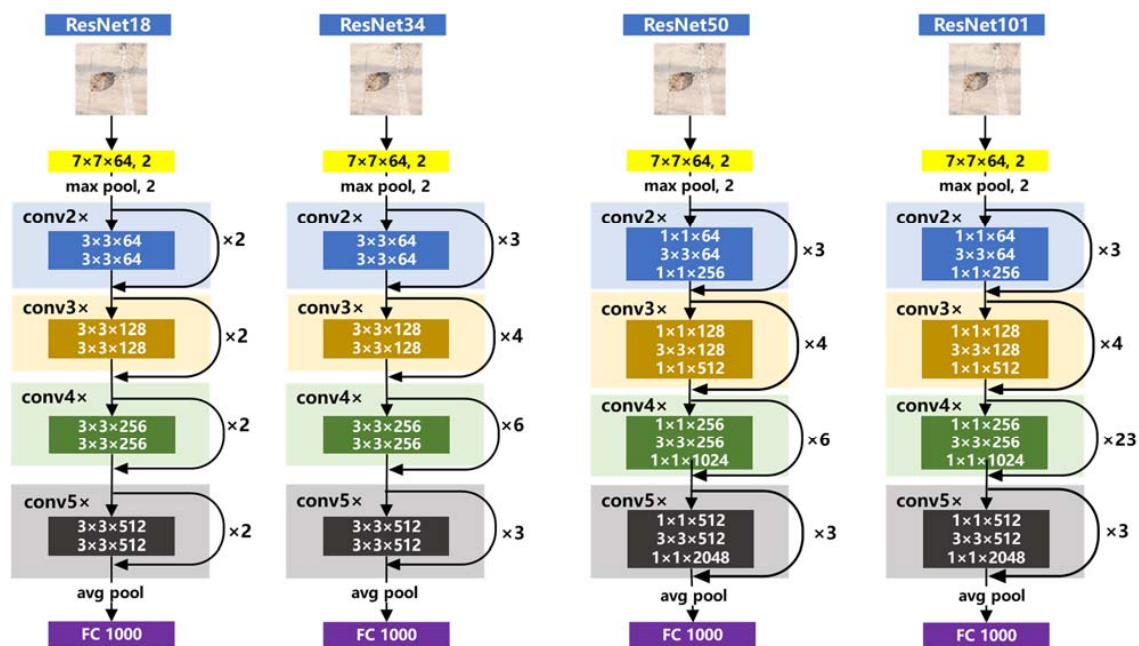 ResNet18
7×7×64, 2
max pool, 2
conv2×
3×3×64
3×3×64
×2
conv3×
3×3×128
3×3×128
×2
conv4×
3×3×256
3×3×256
×2
conv5×
3×3×512
3×3×512
×2
avg pool
FC 1000
ResNet34
7×7×64, 2
max pool, 2
conv2×
3×3×64
3×3×64
×3
conv3×
3×3×128
3×3×128
×4
conv4×
3×3×256
3×3×256
×6
conv5×
3×3×512
3×3×512
×3
avg pool
FC 1000
ResNet50
7×7×64, 2
max pool, 2
conv2×
1×1×64
3×3×64
1×1×256
×3
conv3×
1×1×128
3×3×128
1×1×512
×4
conv4×
1×1×256
3×3×256
1×1×1024
×6
conv5×
1×1×512
3×3×512
1×1×2048
×3
avg pool
FC 1000
ResNet101
7×7×64, 2
max pool, 2
conv2×
1×1×64
3×3×64
1×1×256
×3
conv3×
1×1×128
3×3×128
1×1×512
×4
conv4×
1×1×256
3×3×256
1×1×1024
×23
conv5×
1×1×512
3×3×512
1×1×2048
×3
avg pool
FC 1000